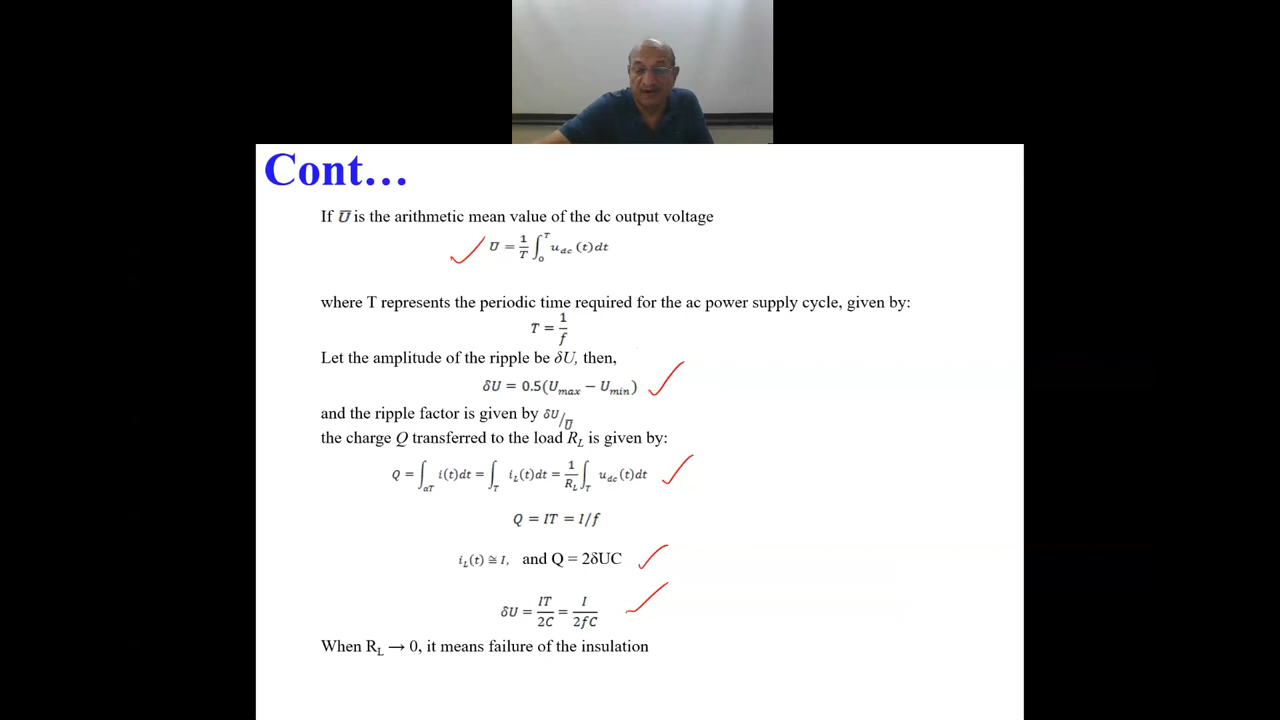 Cont…
If U̅ is the arithmetic mean value of the dc output voltage
U̅ = 1/T ∫₀ᵀ u_dc (t)dt
where T represents the periodic time required for the ac power supply cycle, given by:
T = 1/f
Let the amplitude of the ripple be δU, then,
δU = 0.5(U_max − U_min)
and the ripple factor is given by δU/U̅
the charge Q transferred to the load R_L is given by:
Q = ∫_αT i(t)dt = ∫_T i_L(t)dt = 1/R_L ∫_T u_dc(t)dt
Q = IT = I/f
i_L(t) ≅ I, and Q = 2δUC
δU = IT/2C = I/2fC
When R_L → 0, it means failure of the insulation